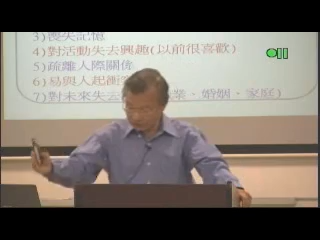 3)喪失記憶
4)對活動失去興趣(以前很喜歡)
5)疏離人際關係
6)易與人起衝
7)對未來失去 業、婚姻、家庭)